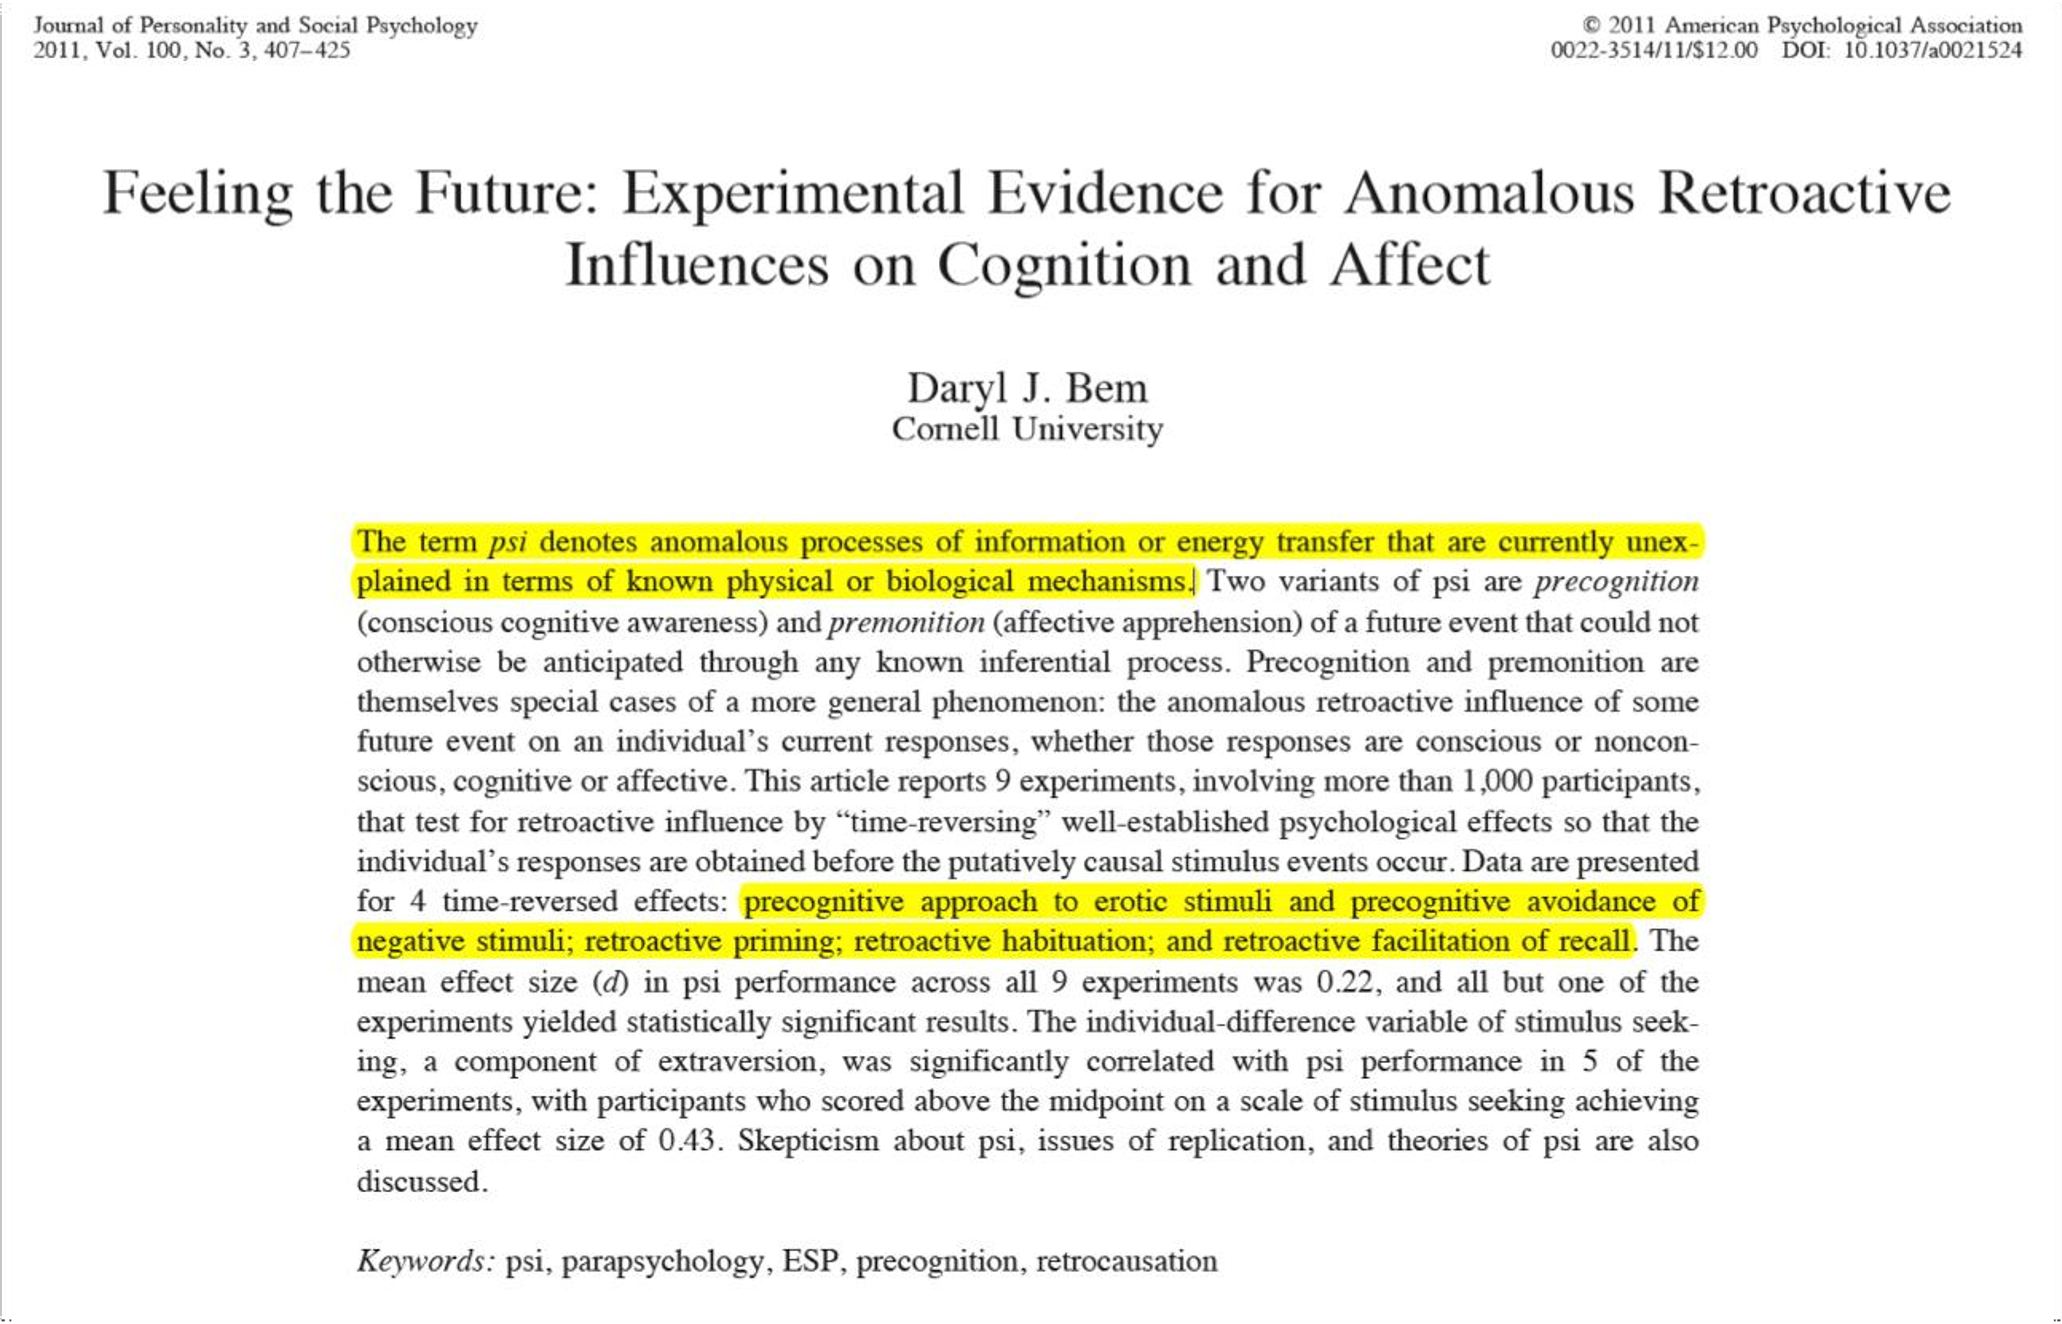 Journal of Personality and Social Psychology
2011, Vol. 100, No. 3, 407–425
© 2011 American Psychological Association
0022-3514/11/$12.00 DOI: 10.1037/a0021524
Feeling the Future: Experimental Evidence for Anomalous Retroactive
Influences on Cognition and Affect
Daryl J. Bem
Cornell University
The term psi denotes anomalous processes of information or energy transfer that are currently unex-
plained in terms of known physical or biological mechanisms. Two variants of psi are precognition
(conscious cognitive awareness) and premonition (affective apprehension) of a future event that could not
otherwise be anticipated through any known inferential process. Precognition and premonition are
themselves special cases of a more general phenomenon: the anomalous retroactive influence of some
future event on an individual's current responses, whether those responses are conscious or noncon-
scious, cognitive or affective. This article reports 9 experiments, involving more than 1,000 participants,
that test for retroactive influence by “time-reversing” well-established psychological effects so that the
individual's responses are obtained before the putatively causal stimulus events occur. Data are presented
for 4 time-reversed effects: precognitive approach to erotic stimuli and precognitive avoidance of
negative stimuli; retroactive priming; retroactive habituation; and retroactive facilitation of recall. The
mean effect size (d) in psi performance across all 9 experiments was 0.22, and all but one of the
experiments yielded statistically significant results. The individual-difference variable of stimulus seek-
ing, a component of extraversion, was significantly correlated with psi performance in 5 of the
experiments, with participants who scored above the midpoint on a scale of stimulus seeking achieving
a mean effect size of 0.43. Skepticism about psi, issues of replication, and theories of psi are also
discussed.
Keywords: psi, parapsychology, ESP, precognition, retrocausation